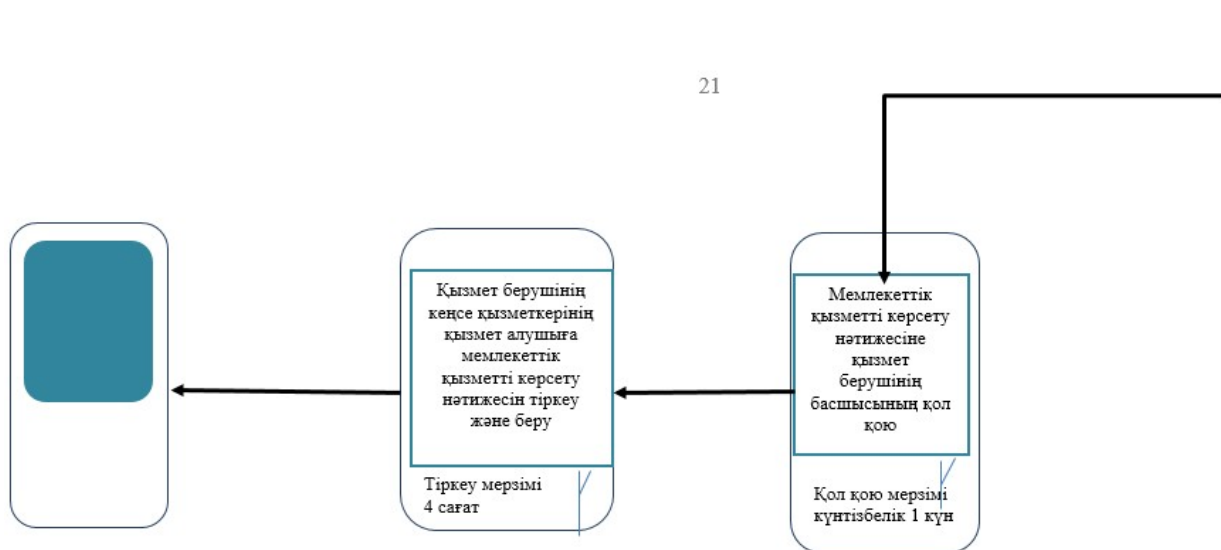 21
Қызмет берушінің
кеңсе қызметкерінің
қызмет алушыға
мемлекеттік
қызметті көрсету
нәтижесін тіркеу
және беру
Тіркеу мерзімі
4 сағат
Мемлекеттік
қызметті көрсету
нәтижесіне
қызмет
берушінің
басшысының қол
қою
Қол қою мерзімі
күнтізбелік 1 күн